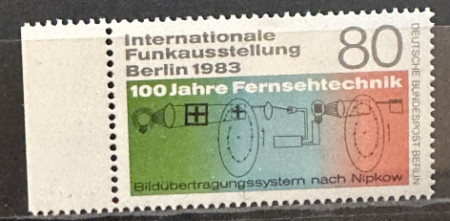 Internationale
Funkausstellung
Berlin 1983
80
100 Jahre Fernsehtechnik
Bildübertragungssystem nach Nipkow
DEUTSCHE BUNDESPOST BERLIN